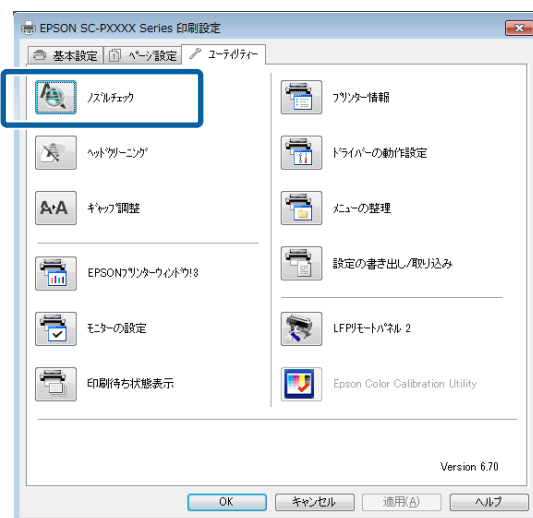 EPSON SC-PXXXX Series 印刷設定
基本設定
ページ設定
ユーティリティー
ノズルチェック
ヘッドクリーニング
ギャップ調整
EPSONプリンターウィンドウ!3
モニターの設定
印刷待ち状態表示
プリンター情報
ドライバーの動作設定
メニューの整理
設定の書き出し/取り込み
LFPリモートパネル 2
Epson Color Calibration Utility
Version 6.70
OK
キャンセル
適用(A)
ヘルプ